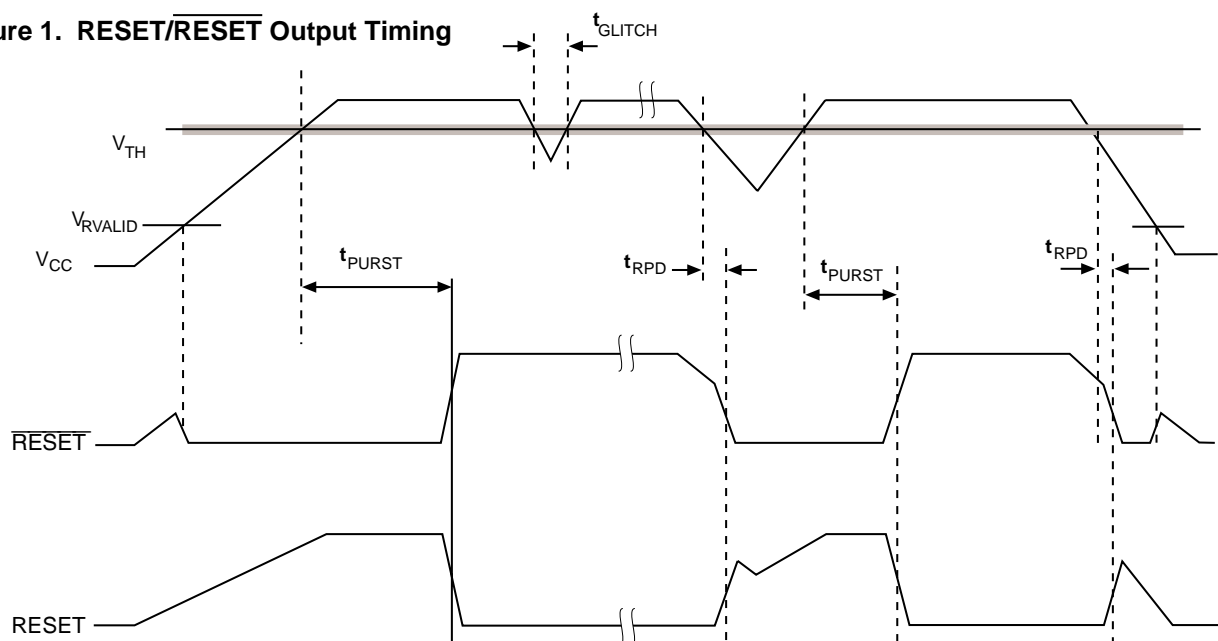 ure 1. RESET/RESET Output Timing
tGLITCH
VTH
VRVALID
VCC
tPURST
tRPD
tPURST
tRPD
RESET
RESET